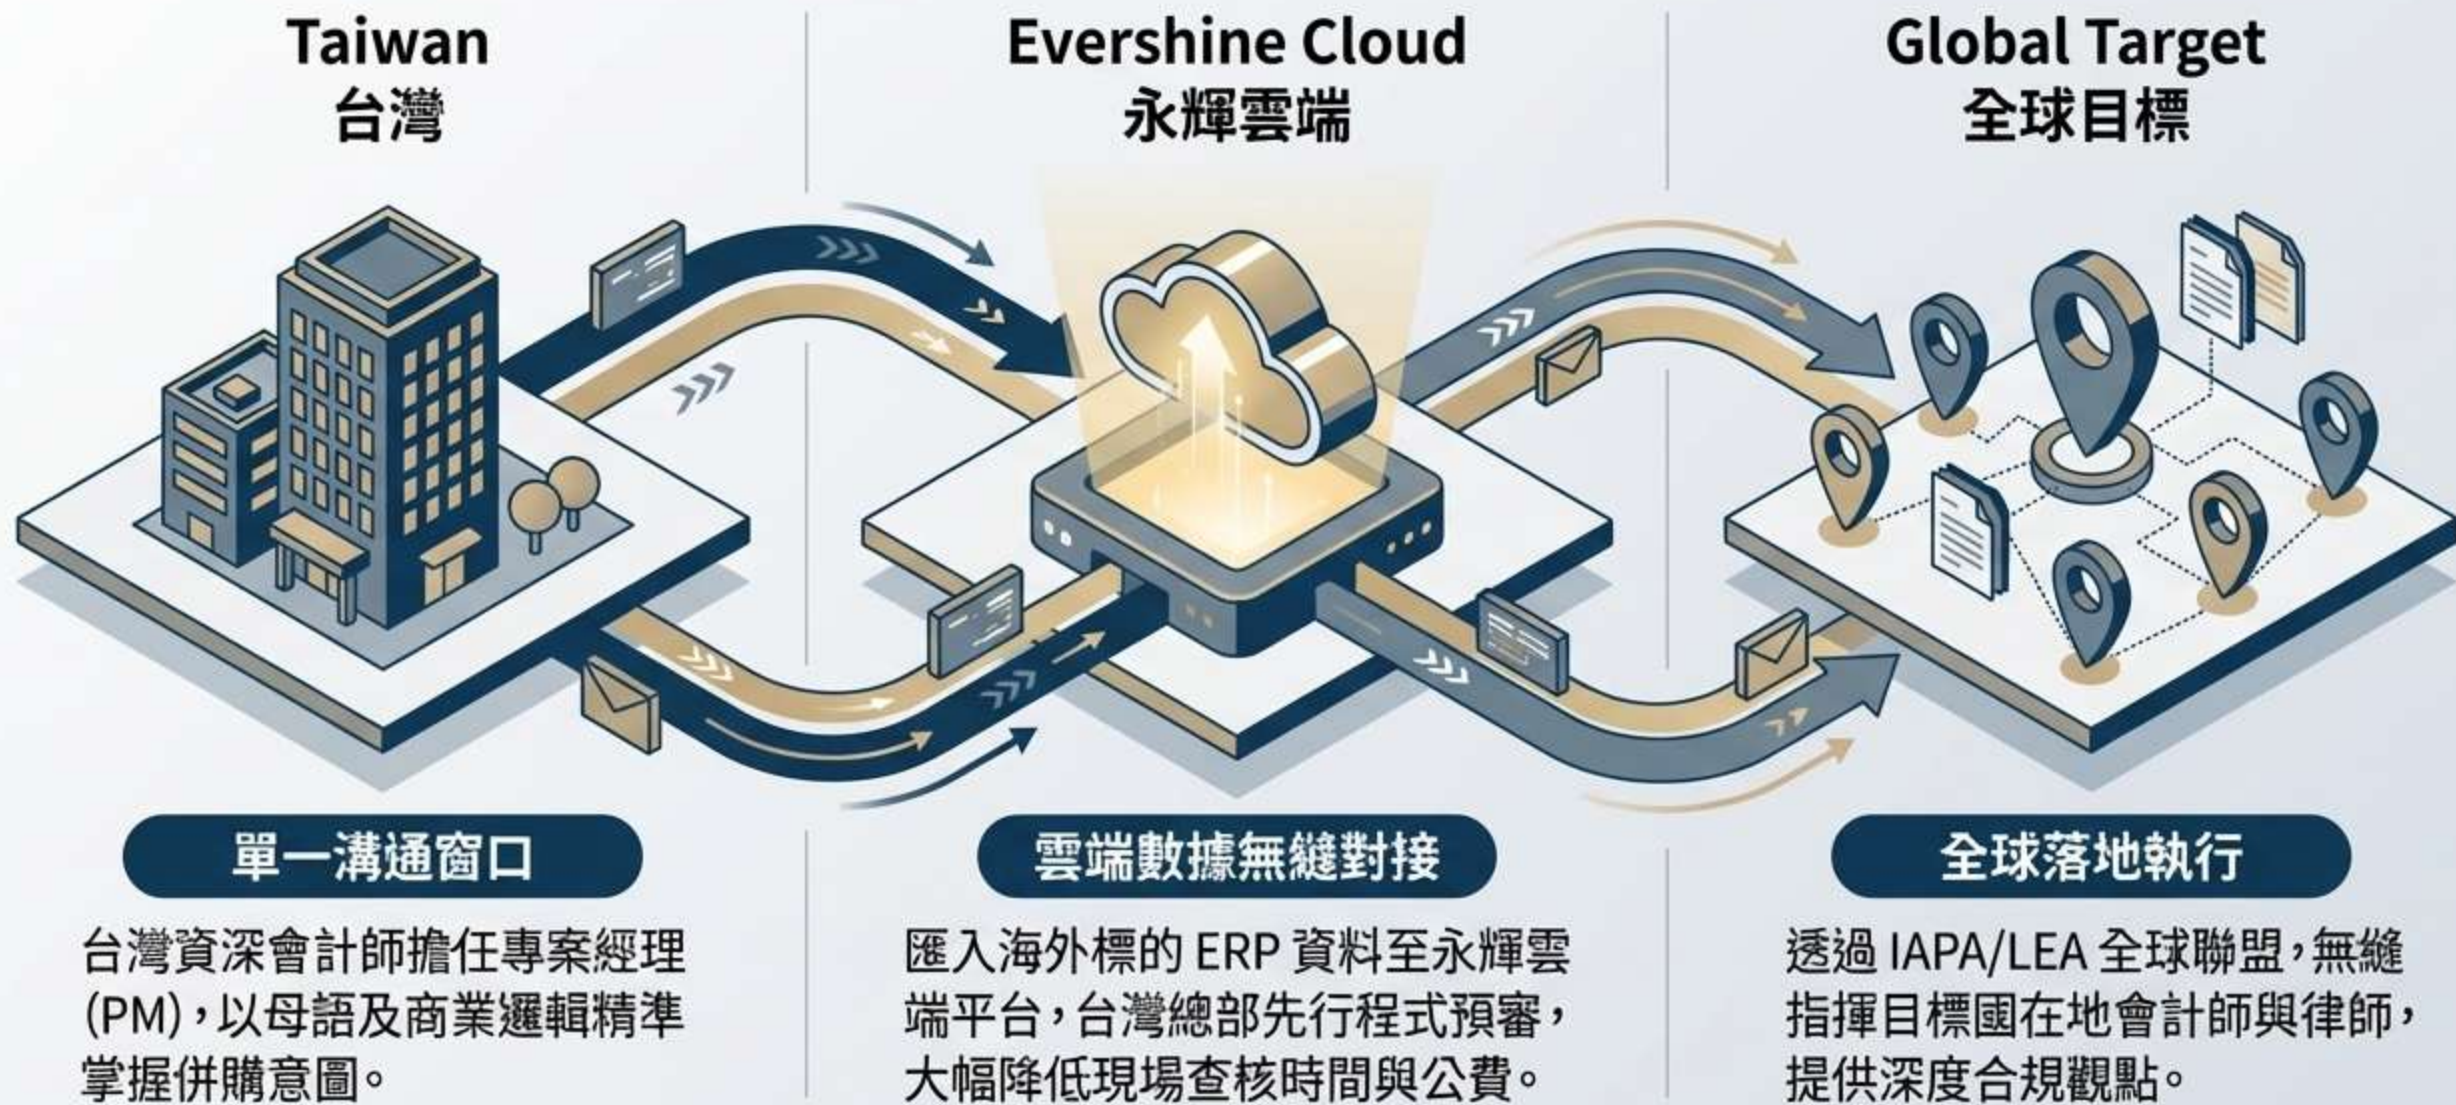 Taiwan
台灣
Evershine Cloud
永輝雲端
Global Target
全球目標
單一溝通窗口
台灣資深會計師擔任專案經理
(PM)，以母語及商業邏輯精準
掌握併購意圖。
雲端數據無縫對接
匯入海外標的 ERP 資料至永輝雲
端平台，台灣總部先行程式預審，
大幅降低現場查核時間與公費。
全球落地執行
透過 IAPA/LEA 全球聯盟，無縫
指揮目標國在地會計師與律師，
提供深度合規觀點。